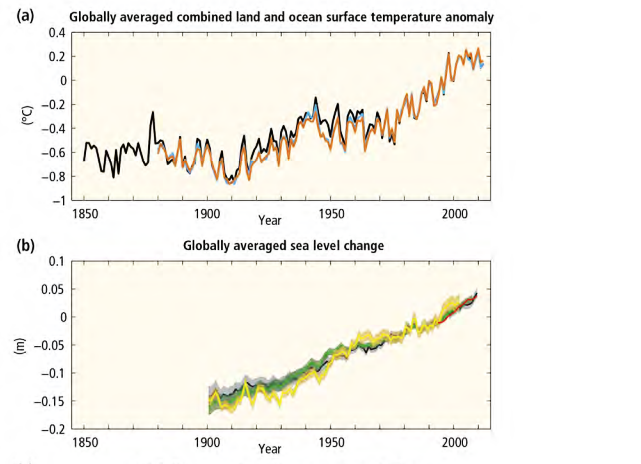 (a) Globally averaged combined land and ocean surface temperature anomaly
0.4
0.2
0
−0.2
−0.4
−0.6
−0.8
−1
(°C)
1850 1900 1950 2000
Year
(b) Globally averaged sea level change
0.1
0.05
0
−0.05
−0.1
−0.15
−0.2
(m)
1850 1900 1950 2000
Year